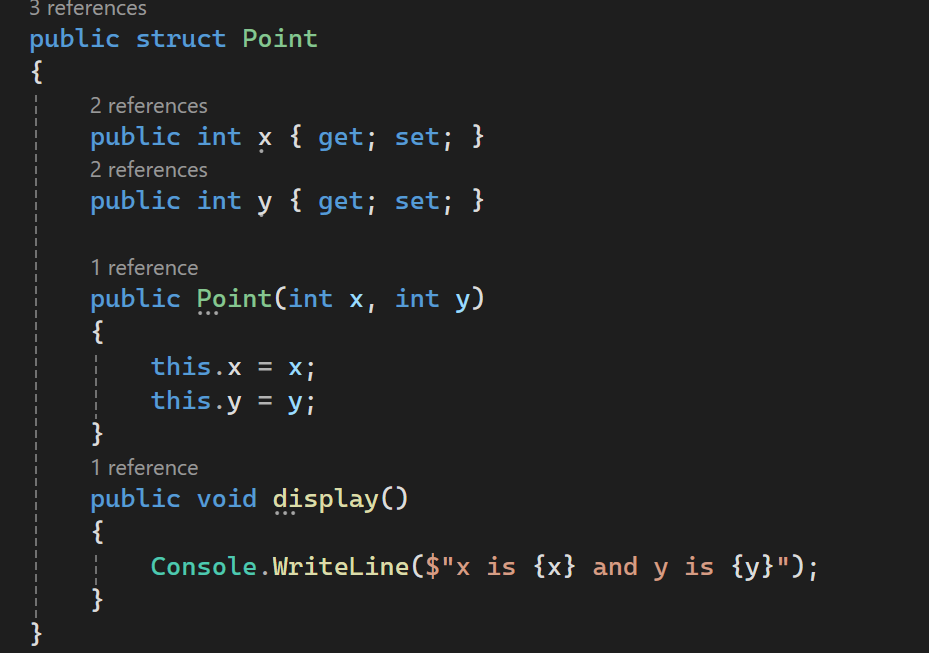 3 references
public struct Point
{
2 references
public int x { get; set; }
2 references
public int y { get; set; }
1 reference
public Point(int x, int y)
{
this.x = x;
this.y = y;
}
1 reference
public void display()
{
Console.WriteLine($"x is {x} and y is {y}");
}
}